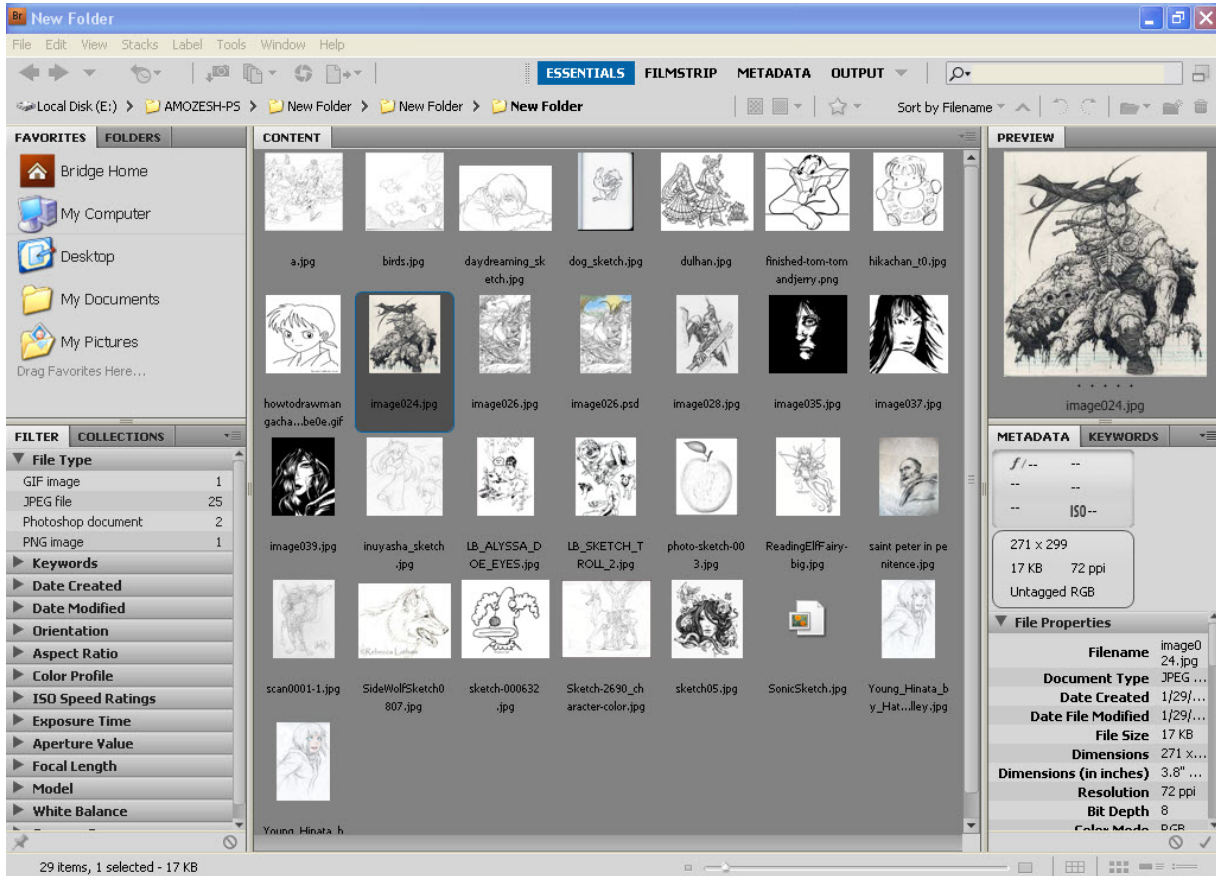 Br New Folder
File Edit View Stacks Label Tools Window Help
ESSENTIALS FILMSTRIP METADATA OUTPUT
Local Disk (E:) > AMOZESH-PS > New Folder > New Folder > New Folder
Sort by Filename
FAVORITES FOLDERS
Bridge Home
My Computer
Desktop
My Documents
My Pictures
Drag Favorites Here...
FILTER COLLECTIONS
File Type
GIF image 1
JPEG file 25
Photoshop document 2
PNG image 1
Keywords
Date Created
Date Modified
Orientation
Aspect Ratio
Color Profile
ISO Speed Ratings
Exposure Time
Aperture Value
Focal Length
Model
White Balance
CONTENT
a.jpg
birds.jpg
daydreaming_sk
etch.jpg
dog_sketch.jpg
dulhan.jpg
finished-tom-tom
andjerry.png
hikachan_t0.jpg
howtodrawman
gacha...be0e.gif
image024.jpg
image026.jpg
image026.psd
image028.jpg
image035.jpg
image037.jpg
image039.jpg
inuyasha_sketch
.jpg
LB_ALYSSA_D
OE_EYES.jpg
LB_SKETCH_T
ROLL_2.jpg
photo-sketch-00
3.jpg
ReadingElfFairy-
big.jpg
saint peter in pe
nitence.jpg
scan0001-1.jpg
©Rebecca Latham
SideWolfSketch0
807.jpg
sketch-000632
.jpg
Sketch-2690_ch
aracter-color.jpg
sketch05.jpg
SonicSketch.jpg
Young_Hinata_b
y_Hat...lley.jpg
Young_Hinata_b
PREVIEW
image024.jpg
METADATA KEYWORDS
f/-- --
-- --
-- ISO--
271 x 299
17 KB 72 ppi
Untagged RGB
File Properties
Filename image0
24.jpg
Document Type JPEG ...
Date Created 1/29/...
Date File Modified 1/29/...
File Size 17 KB
Dimensions 271 x...
Dimensions (in inches) 3.8" ...
Resolution 72 ppi
Bit Depth 8
Color Mode RGB
29 items, 1 selected - 17 KB